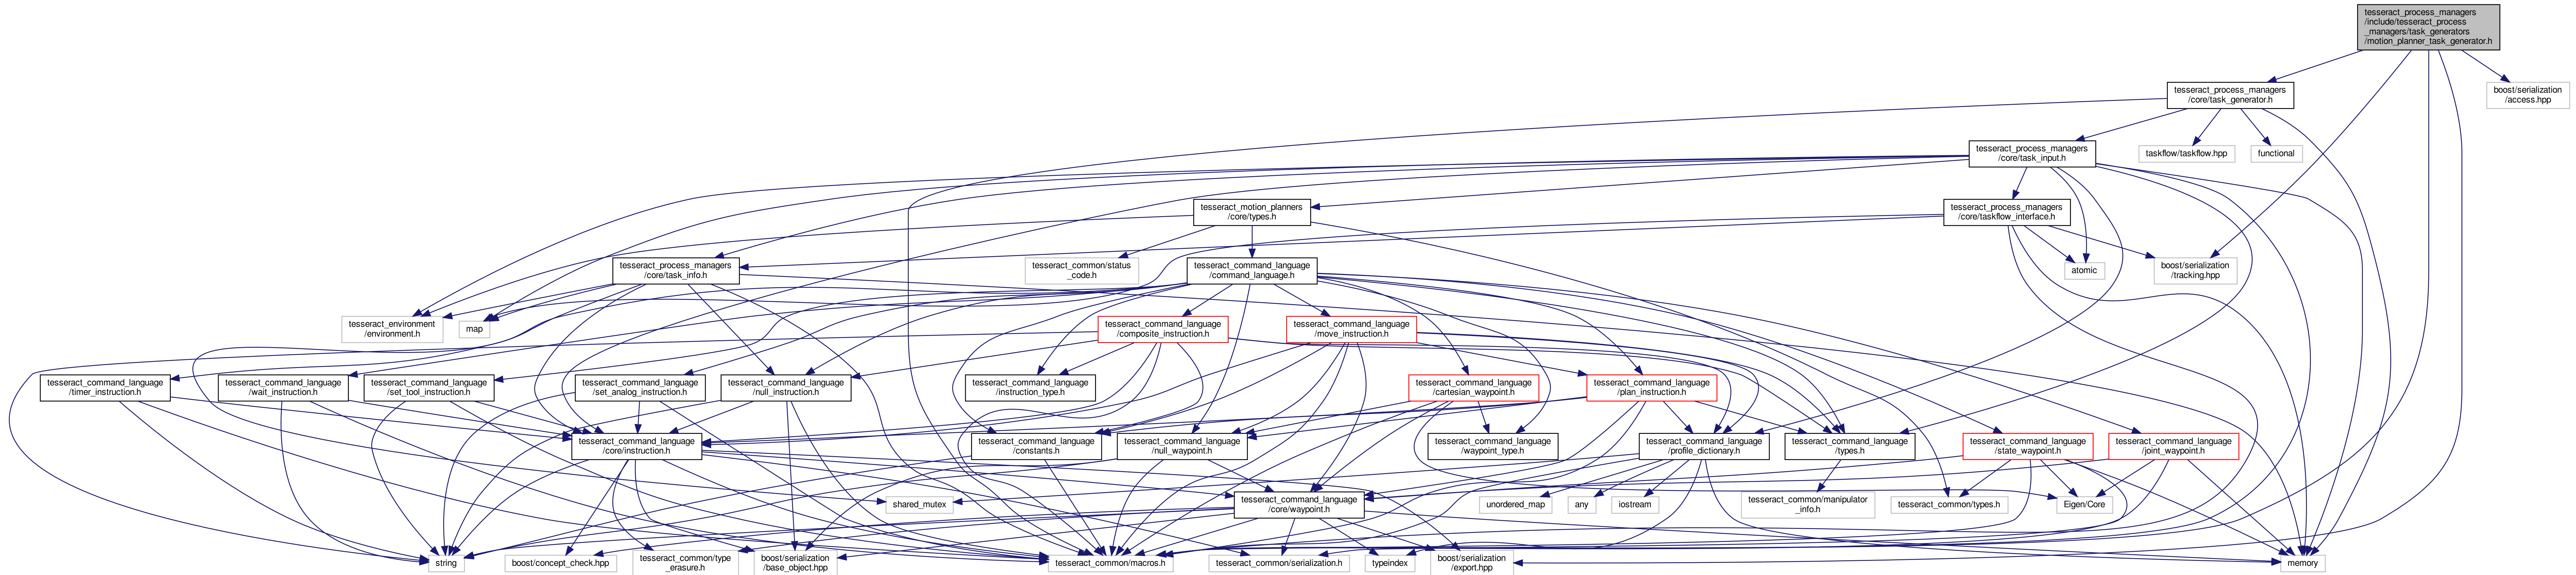 tesseract_process_managers
/include/tesseract_process
_managers/task_generators
/motion_planner_task_generator.h
tesseract_process_managers
/core/task_generator.h
boost/serialization
/access.hpp
tesseract_process_managers
/core/task_input.h
taskflow/taskflow.hpp
functional
tesseract_motion_planners
/core/types.h
tesseract_process_managers
/core/taskflow_interface.h
tesseract_process_managers
/core/task_info.h
tesseract_common/status
_code.h
tesseract_command_language
/command_language.h
atomic
boost/serialization
/tracking.hpp
tesseract_environment
/environment.h
map
tesseract_command_language
/composite_instruction.h
tesseract_command_language
/move_instruction.h
tesseract_command_language
/timer_instruction.h
tesseract_command_language
/wait_instruction.h
tesseract_command_language
/set_tool_instruction.h
tesseract_command_language
/set_analog_instruction.h
tesseract_command_language
/null_instruction.h
tesseract_command_language
/instruction_type.h
tesseract_command_language
/cartesian_waypoint.h
tesseract_command_language
/plan_instruction.h
tesseract_command_language
/core/instruction.h
tesseract_command_language
/constants.h
tesseract_command_language
/null_waypoint.h
tesseract_command_language
/waypoint_type.h
tesseract_command_language
/profile_dictionary.h
tesseract_command_language
/types.h
tesseract_command_language
/state_waypoint.h
tesseract_command_language
/joint_waypoint.h
shared_mutex
tesseract_command_language
/core/waypoint.h
unordered_map
any
iostream
tesseract_common/manipulator
_info.h
tesseract_common/types.h
Eigen/Core
string
boost/concept_check.hpp
tesseract_common/type
_erasure.h
boost/serialization
/base_object.hpp
tesseract_common/macros.h
tesseract_common/serialization.h
typeindex
boost/serialization
/export.hpp
memory